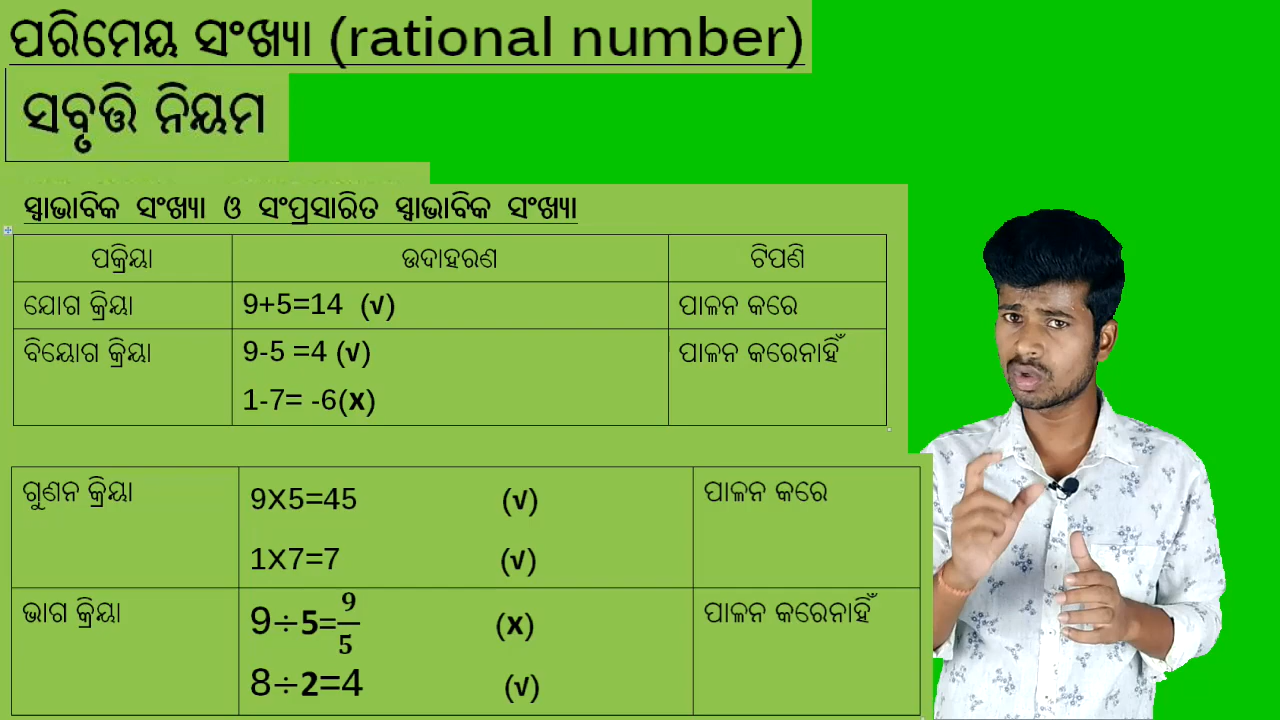 ପରିମେୟ ସଂଖ୍ୟା (rational number)
ସବୃତ୍ତି ନିୟମ
ସ୍ୱାଭାବିକ ସଂଖ୍ୟା ଓ ସଂପ୍ରସାରିତ ସ୍ୱାଭାବିକ ସଂଖ୍ୟା
ପକ୍ରିୟା ଉଦାହରଣ ଟିପଣି
ଯୋଗ କ୍ରିୟା 9+5=14 (√) ପାଳନ କରେ
ବିୟୋଗ କ୍ରିୟା 9-5 =4 (√) ପାଳନ କରେନାହିଁ
1-7= -6(x)
ଗୁଣନ କ୍ରିୟା 9X5=45 (√) ପାଳନ କରେ
1X7=7 (√)
ଭାଗ କ୍ରିୟା 9÷5=9/5 (x) ପାଳନ କରେନାହିଁ
8÷2=4 (√)